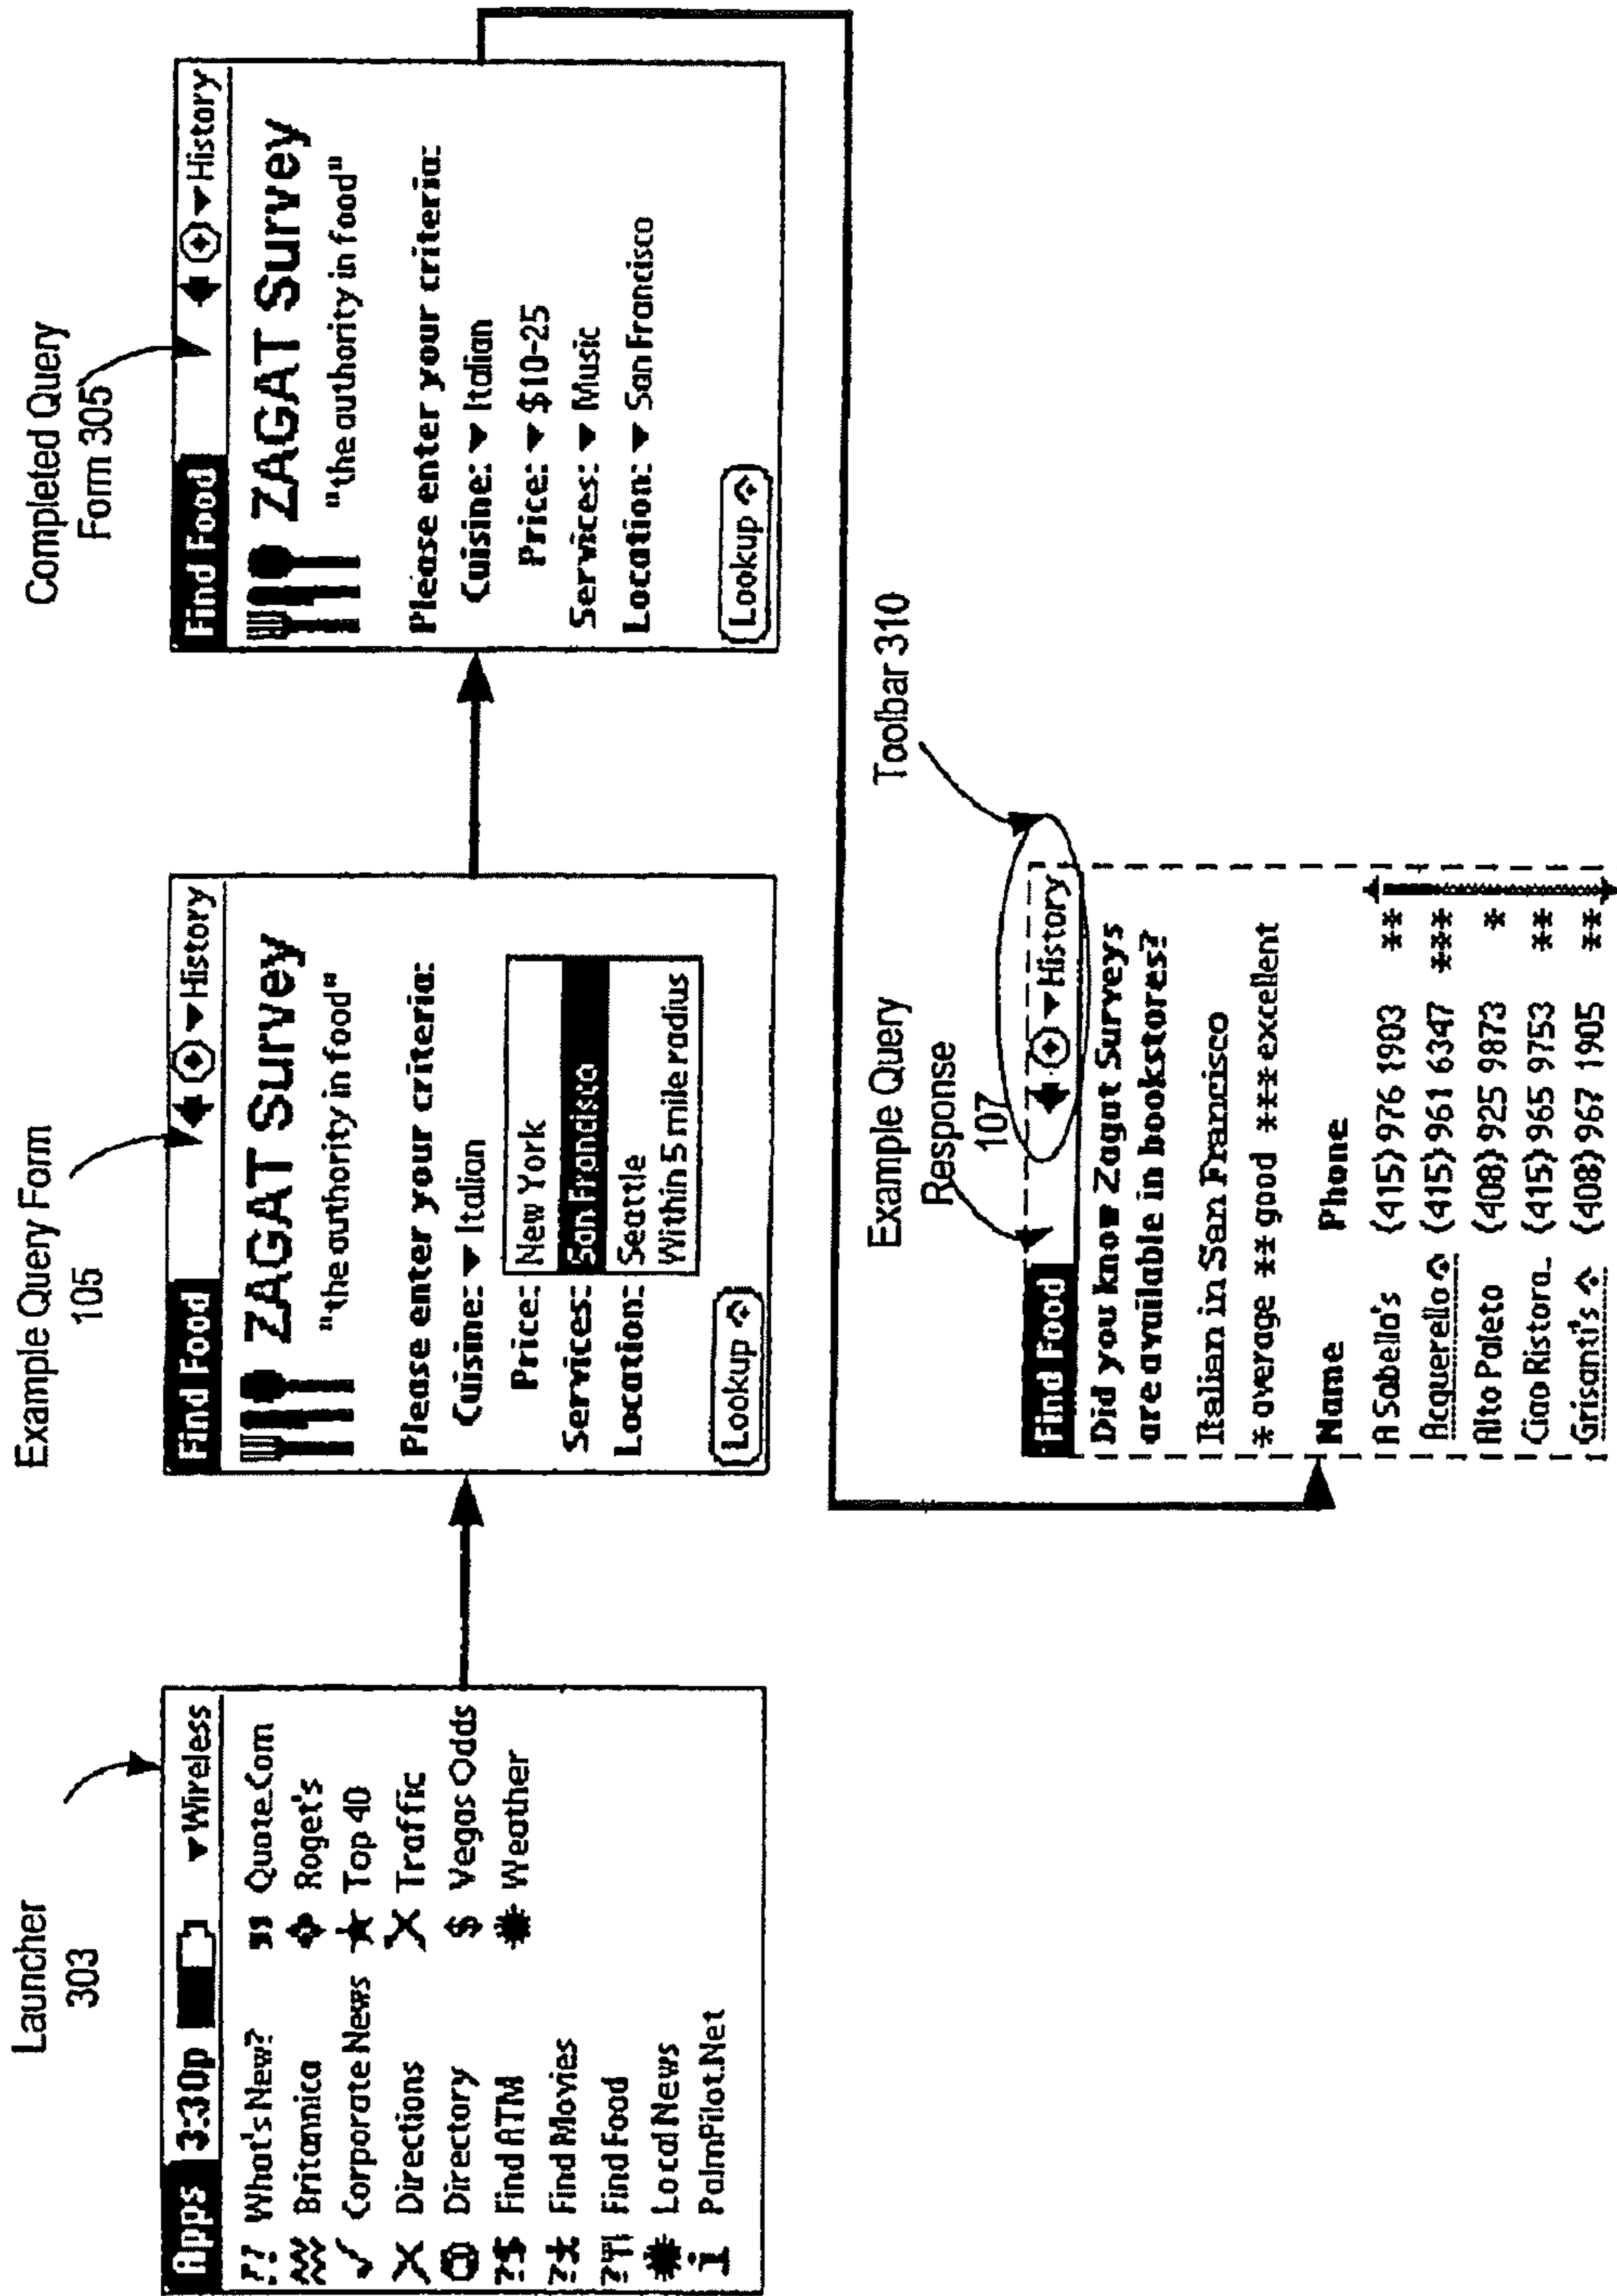 Launcher
303
Apps 3:30p ▾Wireless
?? What's New?
Britannica
Corporate News
Directions
Directory
?$ Find ATM
Find Movies
Find Food
Local News
i PalmPilot.Net
" Quote.Com
Roget's
Top 40
Traffic
$ Vegas Odds
Weather
Example Query Form
105
Find Food ▾History
ZAGAT Survey
"the authority in food"
Please enter your criteria:
Cuisine: ▾ Italian
Price: New York
Services: San Francisco
Location: Seattle
Within 5 mile radius
Lookup
Completed Query
Form 305
Find Food ▾History
ZAGAT Survey
"the authority in food"
Please enter your criteria:
Cuisine: ▾ Italian
Price: ▾ $10-25
Services: ▾ Music
Location: ▾ San Francisco
Lookup
Example Query
Response
107
Toolbar 310
Find Food ▾History
Did you know Zagat Surveys
are available in bookstores?
Italian in San Francisco
* average ** good *** excellent
Name Phone
A Sabella's (415) 976 1903 **
Acquerello (415) 961 6347 ***
Alto Paleto (408) 925 9873 *
Ciao Ristora.. (415) 965 9753 **
Grisanti's (408) 967 1905 **